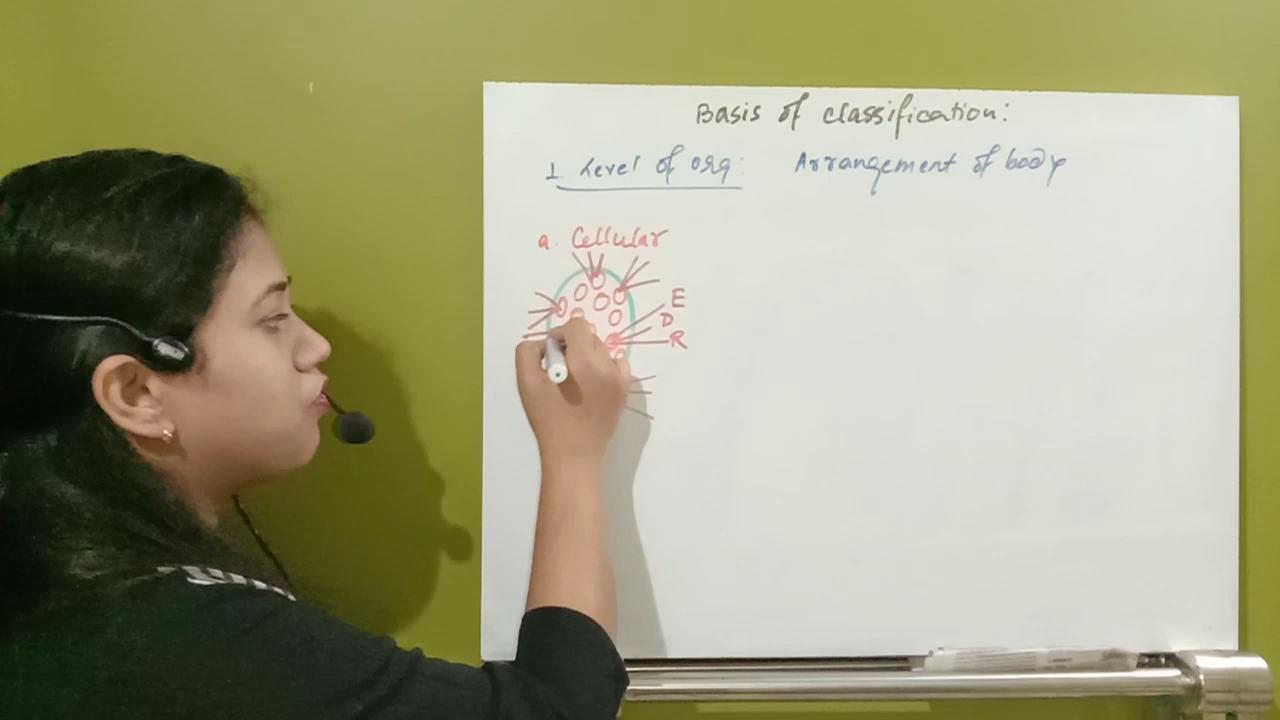 Basis of classification:
1 Level of org: Arrangement of body
a. Cellular
E
D
R